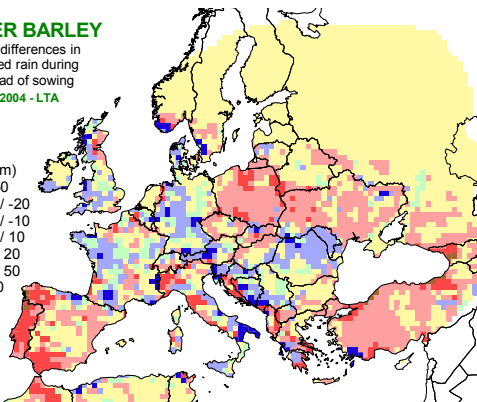 ER BARLEY
differences in
ed rain during
ad of sowing
2004 - LTA
m)
0
/ -20
/ -10
/ 10
20
50
0